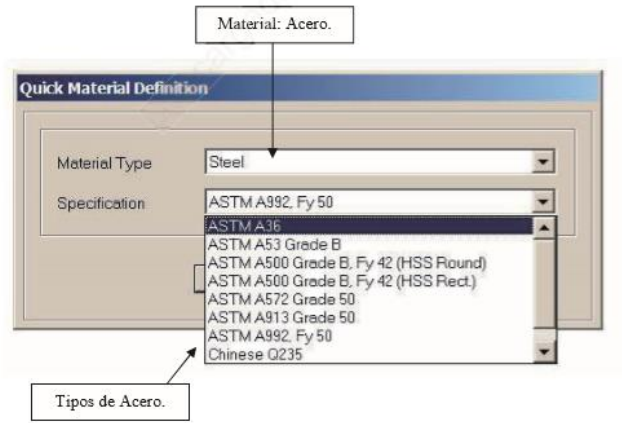 Material: Acero.
Quick Material Definition
Material Type
Steel
Specification
ASTM A992, Fy 50
ASTM A36
ASTM A53 Grade B
ASTM A500 Grade B, Fy 42 (HSS Round)
ASTM A500 Grade B, Fy 42 (HSS Rect.)
ASTM A572 Grade 50
ASTM A913 Grade 50
ASTM A992, Fy 50
Chinese Q235
Tipos de Acero.